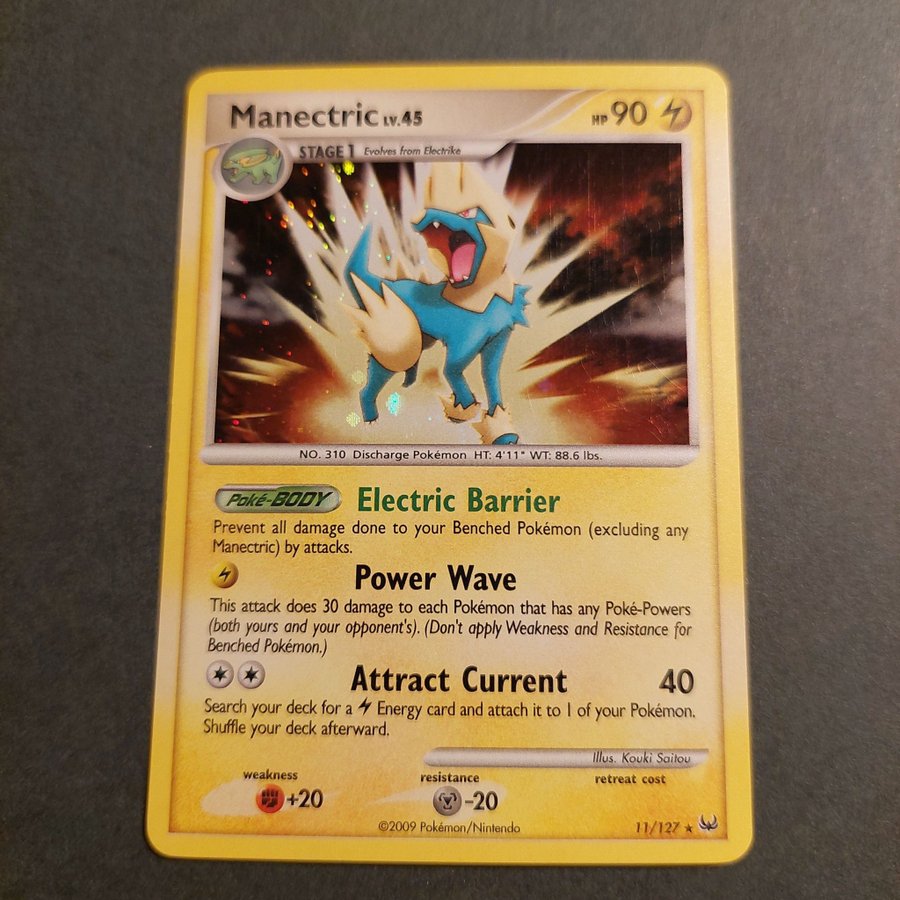 Manectric LV.45 HP 90
STAGE 1 Evolves from Electrike
NO. 310 Discharge Pokémon HT: 4'11" WT: 88.6 lbs.
Poké-BODY Electric Barrier
Prevent all damage done to your Benched Pokémon (excluding any
Manectric) by attacks.
Power Wave
This attack does 30 damage to each Pokémon that has any Poké-Powers
(both yours and your opponent's). (Don't apply Weakness and Resistance for
Benched Pokémon.)
Attract Current 40
Search your deck for a Energy card and attach it to 1 of your Pokémon.
Shuffle your deck afterward.
Illus. Kouki Saitou
weakness resistance retreat cost
+20 -20
©2009 Pokémon/Nintendo 11/127